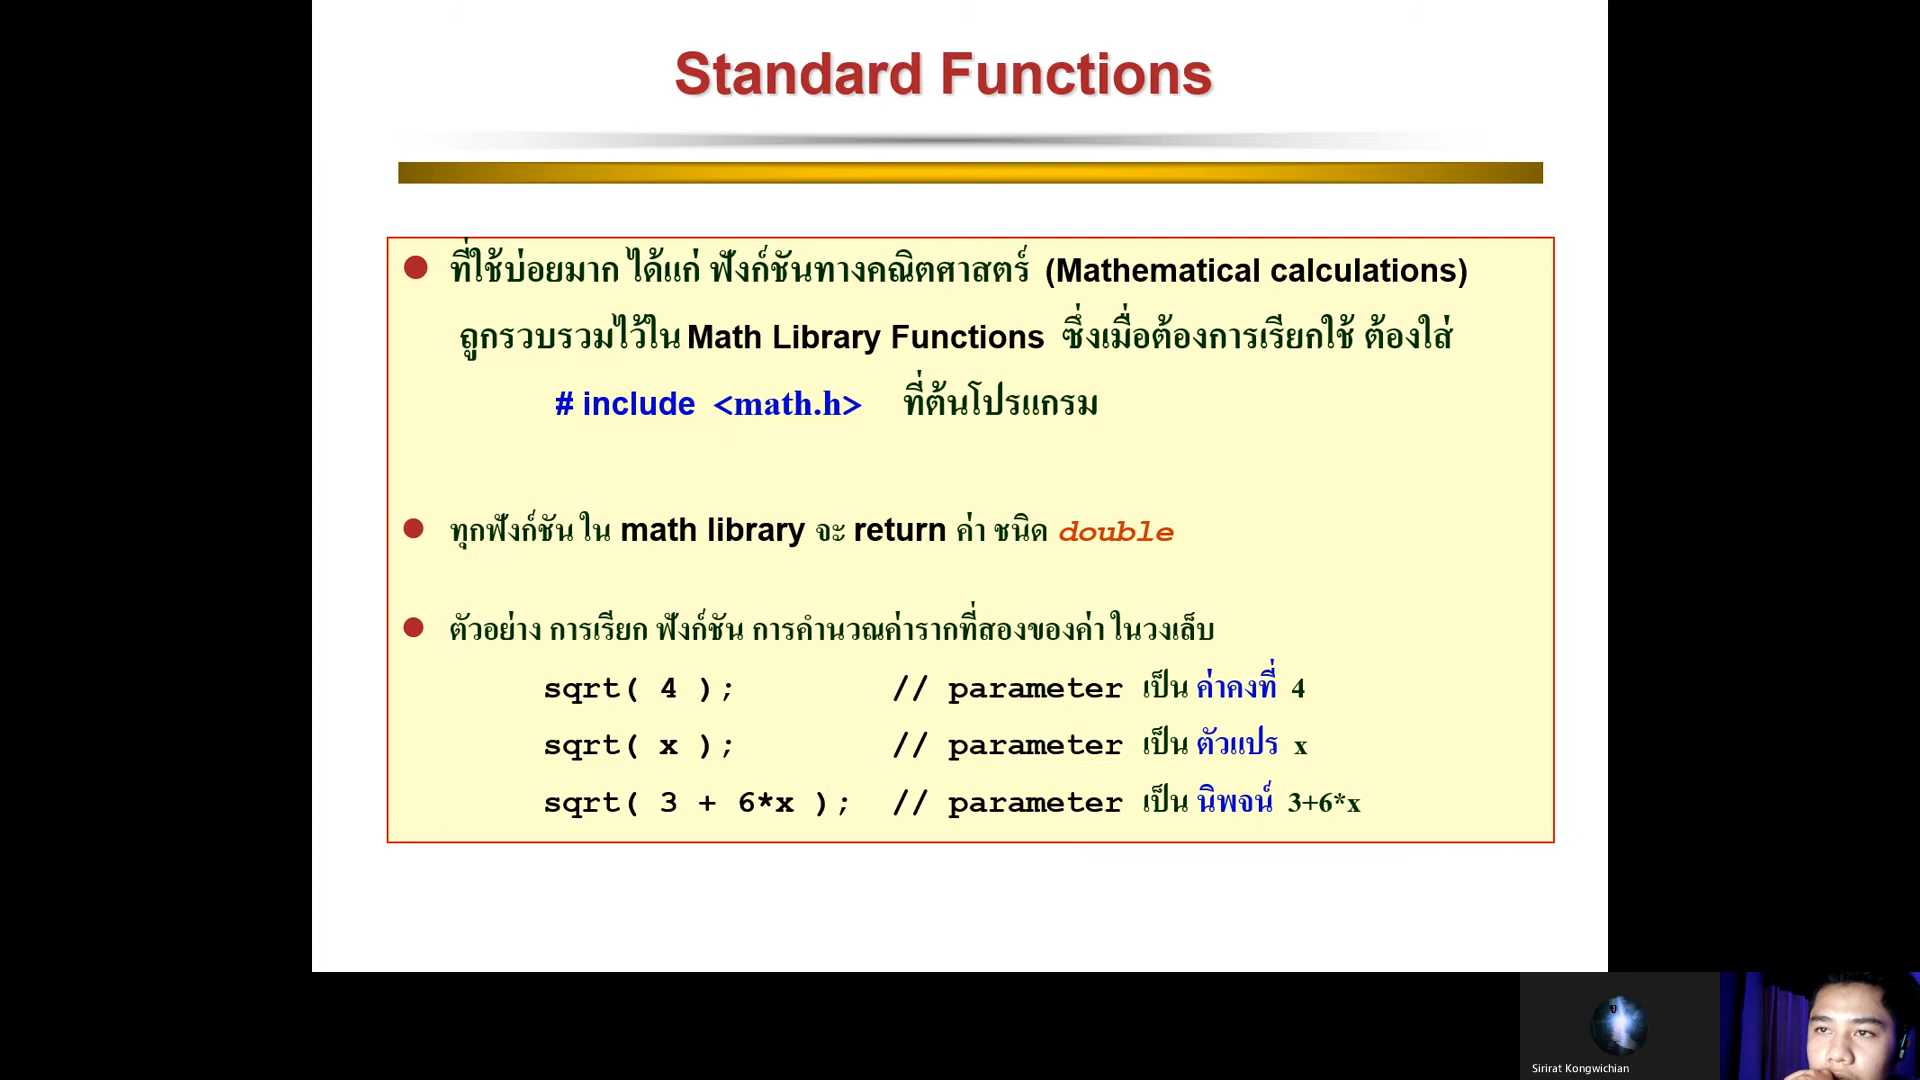 Standard Functions
ที่ใช้บ่อยมาก ได้แก่ ฟังก์ชันทางคณิตศาสตร์ (Mathematical calculations)
ถูกรวบรวมไว้ใน Math Library Functions ซึ่งเมื่อต้องการเรียกใช้ ต้องใส่
# include <math.h> ที่ต้นโปรแกรม
ทุกฟังก์ชัน ใน math library จะ return ค่า ชนิด double
ตัวอย่าง การเรียก ฟังก์ชัน การคำนวณค่ารากที่สองของค่า ในวงเล็บ
sqrt( 4 ); // parameter เป็น ค่าคงที่ 4
sqrt( x ); // parameter เป็น ตัวแปร x
sqrt( 3 + 6*x ); // parameter เป็น นิพจน์ 3+6*x
Sirirat Kongwichian